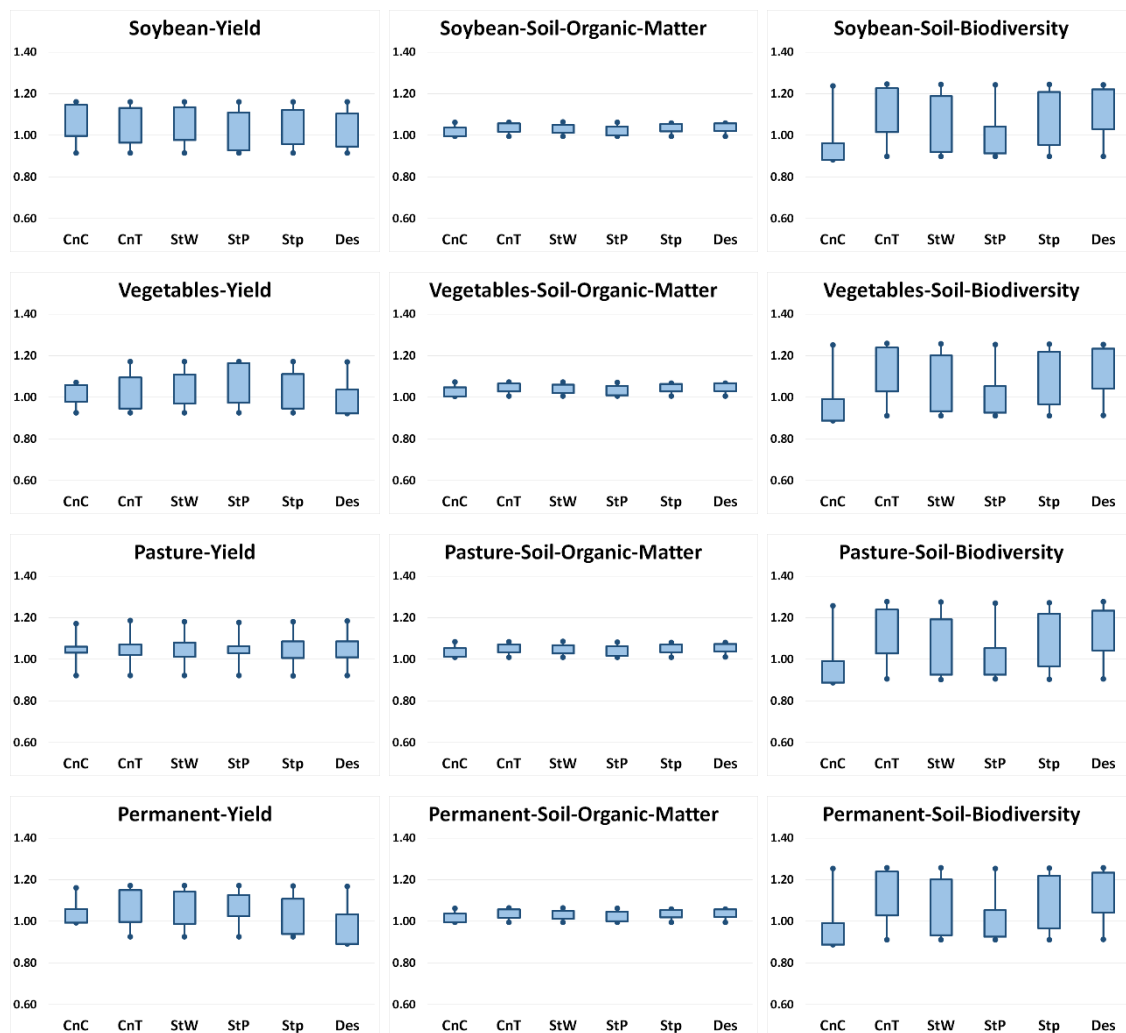 Soybean-Yield
1.40
1.20
1.00
0.80
0.60
CnC CnT StW StP Stp Des
Soybean-Soil-Organic-Matter
1.40
1.20
1.00
0.80
0.60
CnC CnT StW StP Stp Des
Soybean-Soil-Biodiversity
1.40
1.20
1.00
0.80
0.60
CnC CnT StW StP Stp Des
Vegetables-Yield
1.40
1.20
1.00
0.80
0.60
CnC CnT StW StP Stp Des
Vegetables-Soil-Organic-Matter
1.40
1.20
1.00
0.80
0.60
CnC CnT StW StP Stp Des
Vegetables-Soil-Biodiversity
1.40
1.20
1.00
0.80
0.60
CnC CnT StW StP Stp Des
Pasture-Yield
1.40
1.20
1.00
0.80
0.60
CnC CnT StW StP Stp Des
Pasture-Soil-Organic-Matter
1.40
1.20
1.00
0.80
0.60
CnC CnT StW StP Stp Des
Pasture-Soil-Biodiversity
1.40
1.20
1.00
0.80
0.60
CnC CnT StW StP Stp Des
Permanent-Yield
1.40
1.20
1.00
0.80
0.60
CnC CnT StW StP Stp Des
Permanent-Soil-Organic-Matter
1.40
1.20
1.00
0.80
0.60
CnC CnT StW StP Stp Des
Permanent-Soil-Biodiversity
1.40
1.20
1.00
0.80
0.60
CnC CnT StW StP Stp Des